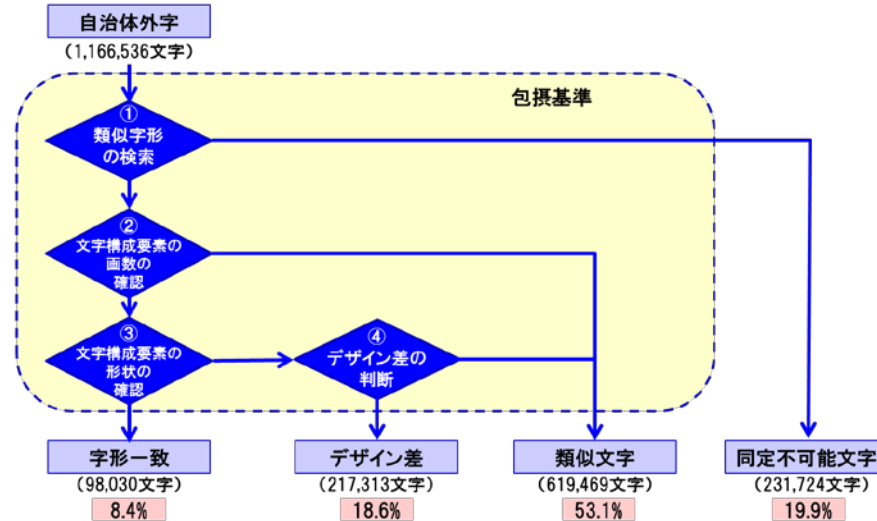 自治体外字
(1,166,536文字)
包摂基準
①
類似字形
の検索
②
文字構成要素の
画数の
確認
③
文字構成要素の
形状の
確認
④
デザイン差の
判断
字形一致
(98,030文字)
8.4%
デザイン差
(217,313文字)
18.6%
類似文字
(619,469文字)
53.1%
同定不可能文字
(231,724文字)
19.9%